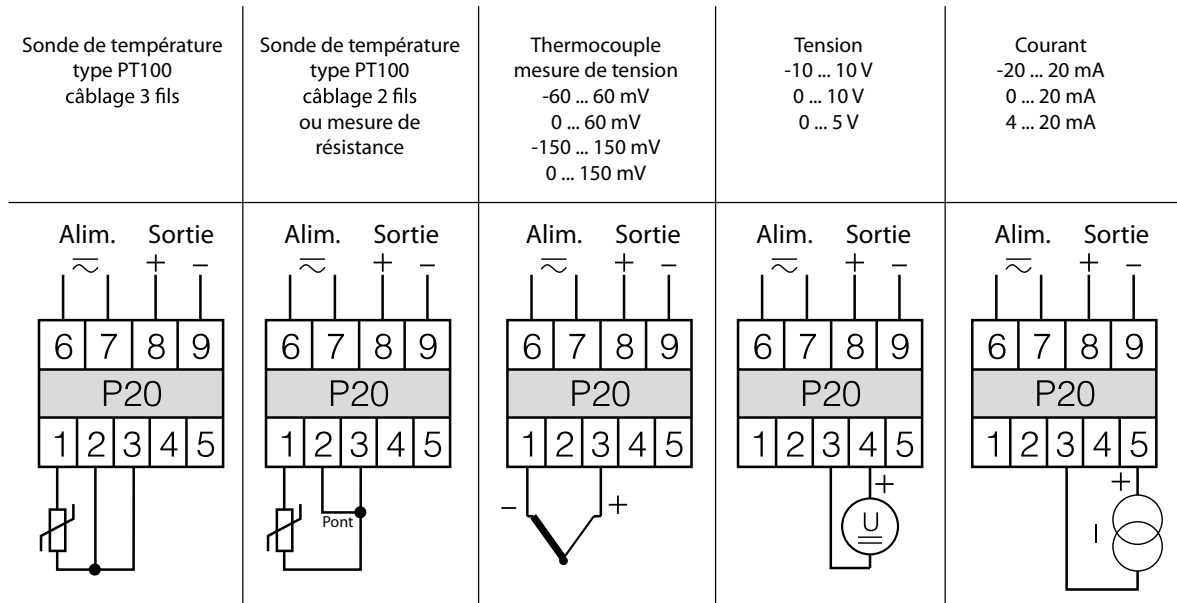 Sonde de température
type PT100
câblage 3 fils
Sonde de température
type PT100
câblage 2 fils
ou mesure de
résistance
Thermocouple
mesure de tension
-60 ... 60 mV
0 ... 60 mV
-150 ... 150 mV
0 ... 150 mV
Tension
-10 ... 10 V
0 ... 10 V
0 ... 5 V
Courant
-20 ... 20 mA
0 ... 20 mA
4 ... 20 mA
Alim. Sortie
+ –
6 7 8 9
P20
1 2 3 4 5
Alim. Sortie
+ –
6 7 8 9
P20
1 2 3 4 5
Pont
Alim. Sortie
+ –
6 7 8 9
P20
1 2 3 4 5
– +
Alim. Sortie
+ –
6 7 8 9
P20
1 2 3 4 5
+
U
Alim. Sortie
+ –
6 7 8 9
P20
1 2 3 4 5
+
I